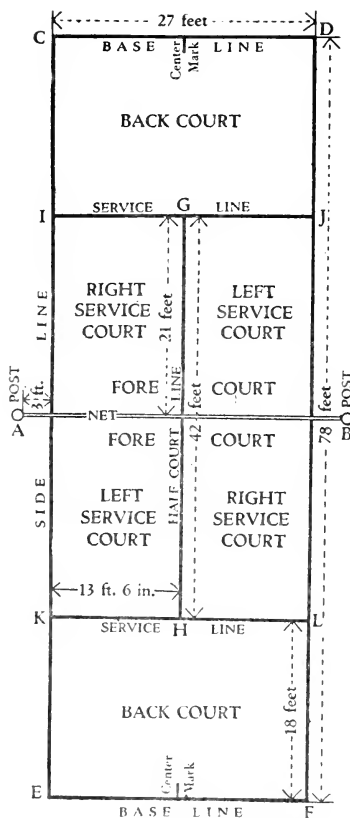 27 feet
C D
BASE LINE
Center
Mark
BACK COURT
I G J
SERVICE LINE
21 feet
RIGHT LEFT
SERVICE SERVICE
COURT COURT
LINE
LINE
FORE COURT
POST
3 ft.
A
NET
POST
B
FORE COURT
42 feet
78 feet
SIDE
HALF COURT
LEFT RIGHT
SERVICE SERVICE
COURT COURT
13 ft. 6 in.
K H L
SERVICE LINE
18 feet
BACK COURT
Center
Mark
E F
BASE LINE